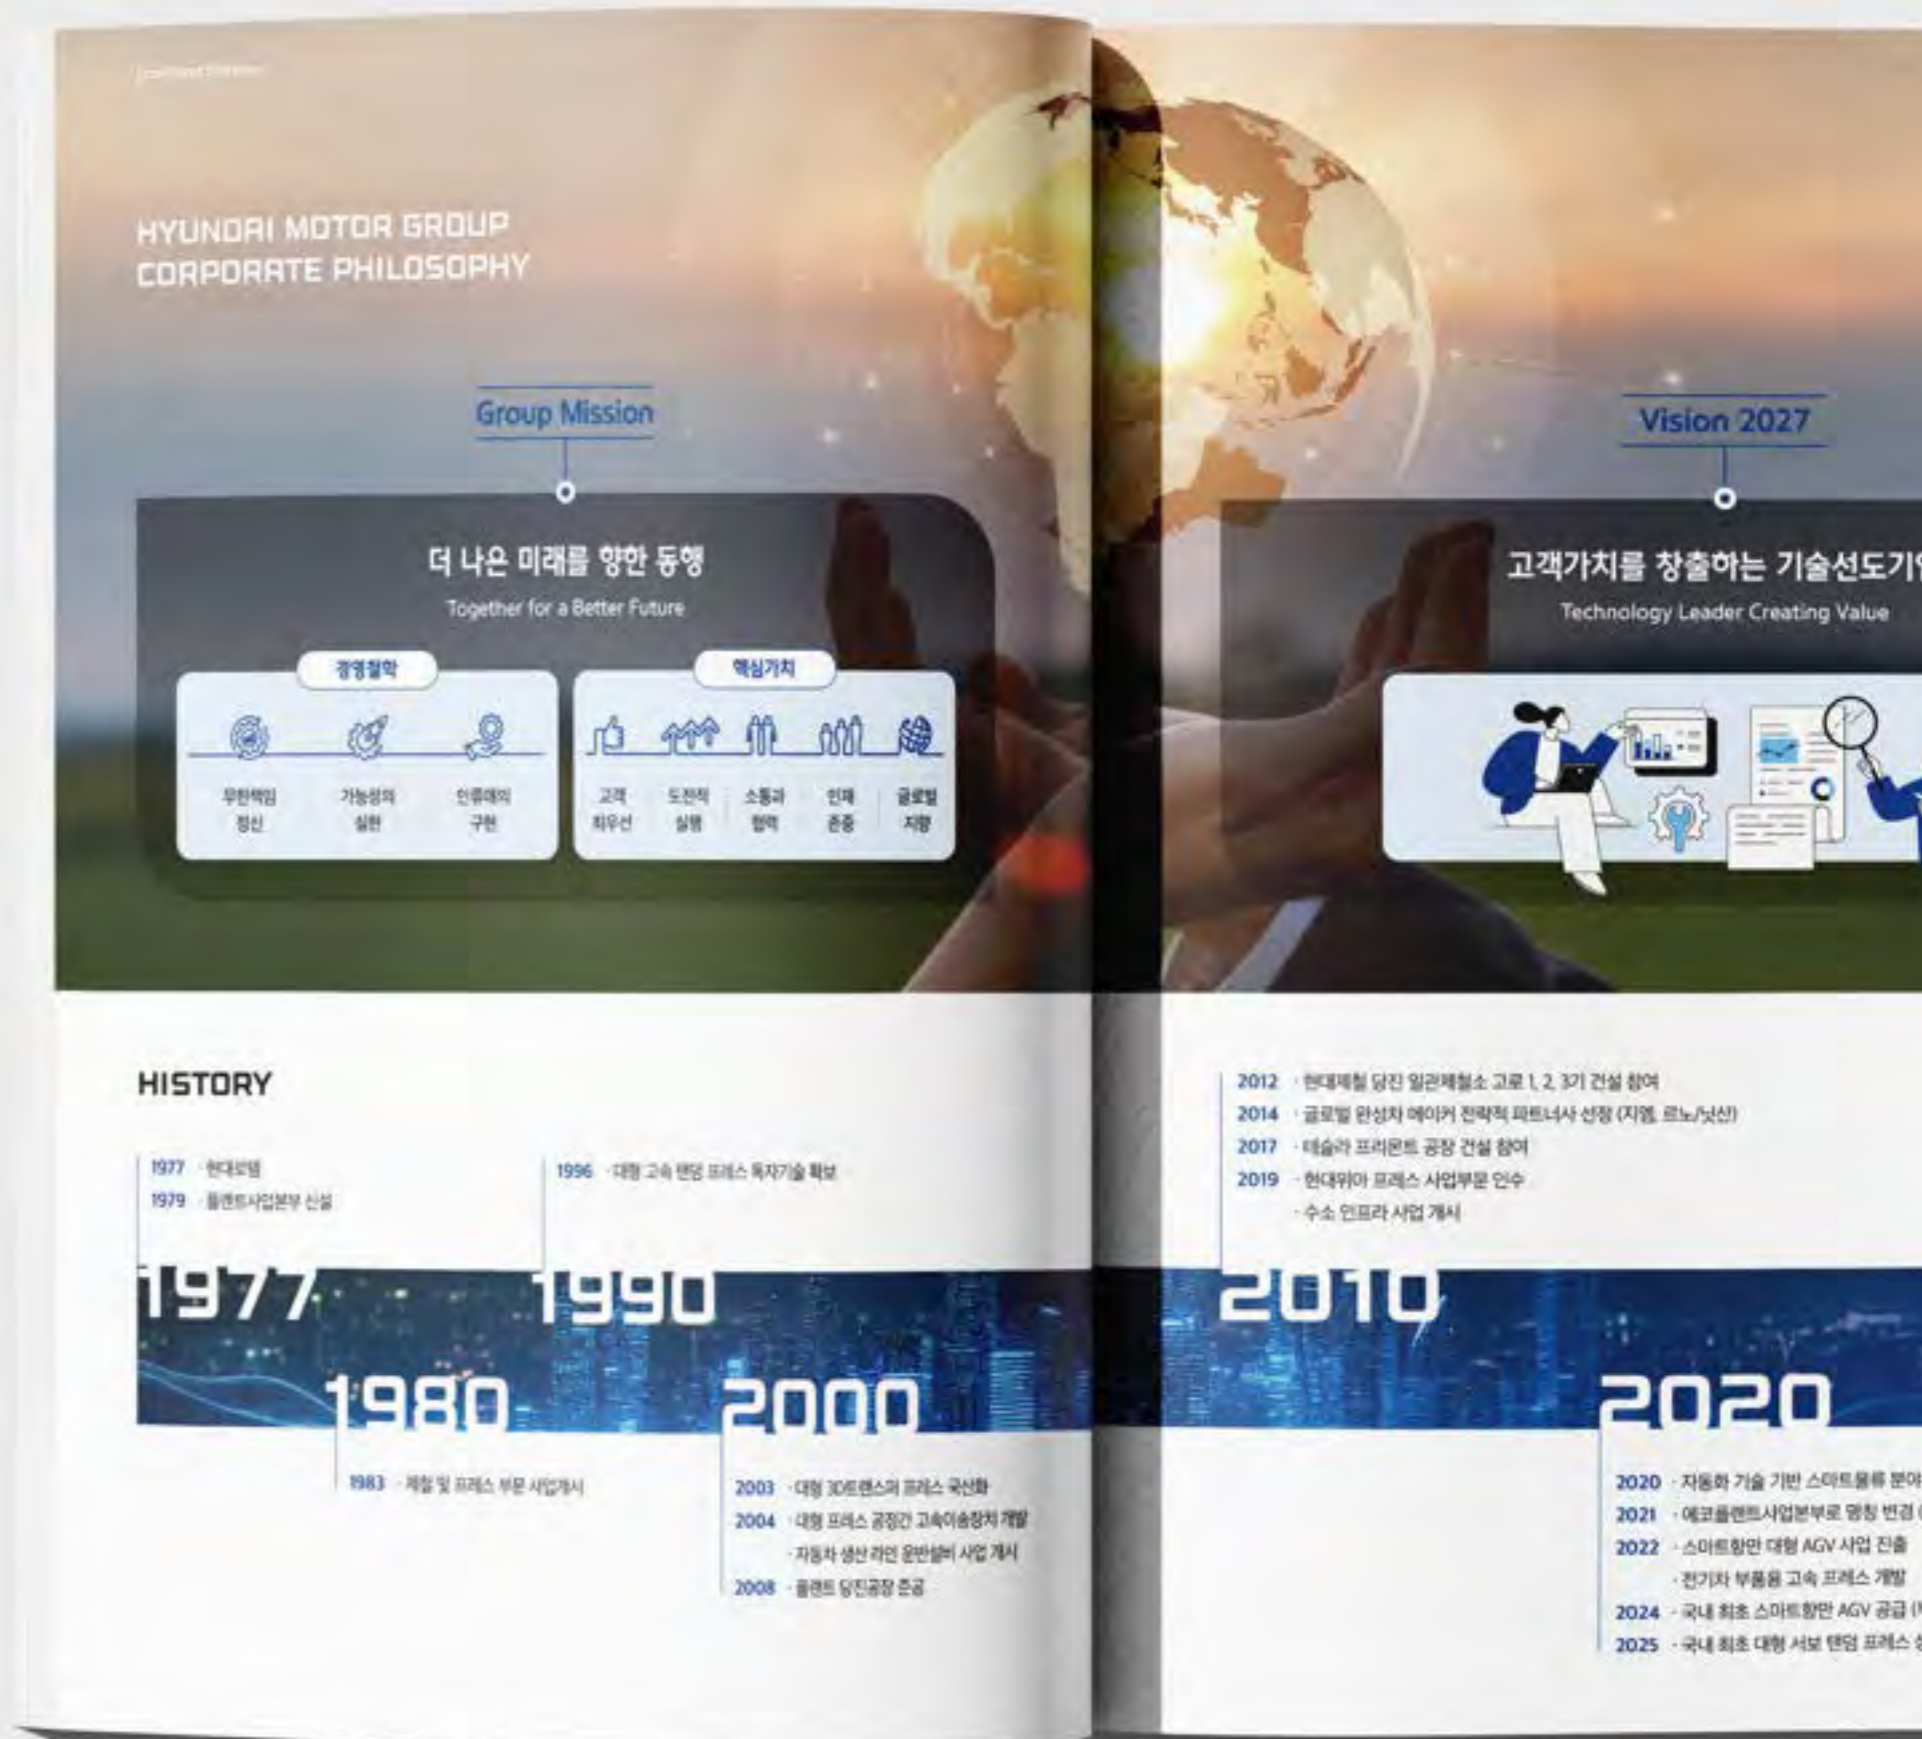 HYUNDAI MOTOR GROUP
CORPORATE PHILOSOPHY
Group Mission
더 나은 미래를 향한 동행
Together for a Better Future
경영철학
무한책임
정신
가능성의
실현
인류애의
구현
핵심가치
고객
최우선
도전적
실행
소통과
협력
인재
존중
글로벌
지향
Vision 2027
고객가치를 창출하는 기술선도기업
Technology Leader Creating Value
HISTORY
1977 · 현대로템
1979 · 플랜트사업본부 신설
1996 · 대형 고속 탠덤 프레스 독자기술 확보
1977
1990
1980
2000
1983 · 제철 및 프레스 부문 사업개시
2003 · 대형 3D트랜스퍼 프레스 국산화
2004 · 대형 프레스 공정간 고속이송장치 개발
· 자동차 생산 라인 운반설비 사업 개시
2008 · 플랜트 당진공장 준공
2012 · 현대제철 당진 일관제철소 고로 1, 2, 3기 건설 참여
2014 · 글로벌 완성차 메이커 전략적 파트너사 선정 (지엠, 르노/닛산)
2017 · 테슬라 프리몬트 공장 건설 참여
2019 · 현대위아 프레스 사업부문 인수
· 수소 인프라 사업 개시
2010
2020
2020 · 자동화 기술 기반 스마트물류 분야
2021 · 에코플랜트사업본부로 명칭 변경 (
2022 · 스마트항만 대형 AGV 사업 진출
· 전기차 부품용 고속 프레스 개발
2024 · 국내 최초 스마트항만 AGV 공급 (
2025 · 국내 최초 대형 서보 탠덤 프레스